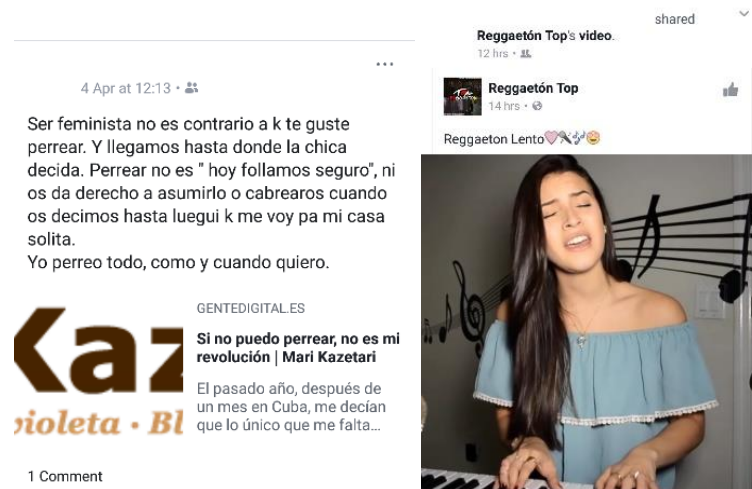 4 Apr at 12:13 •
Ser feminista no es contrario a k te guste
perrear. Y llegamos hasta donde la chica
decida. Perrear no es " hoy follamos seguro", ni
os da derecho a asumirlo o cabrearos cuando
os decimos hasta luegui k me voy pa mi casa
solita.
Yo perreo todo, como y cuando quiero.
Kaz
violeta • Bl
GENTEDIGITAL.ES
Si no puedo perrear, no es mi
revolución | Mari Kazetari
El pasado año, después de
un mes en Cuba, me decían
que lo único que me falta...
1 Comment
shared
Reggaetón Top's video.
12 hrs •
Reggaetón Top
14 hrs •
Reggaeton Lento